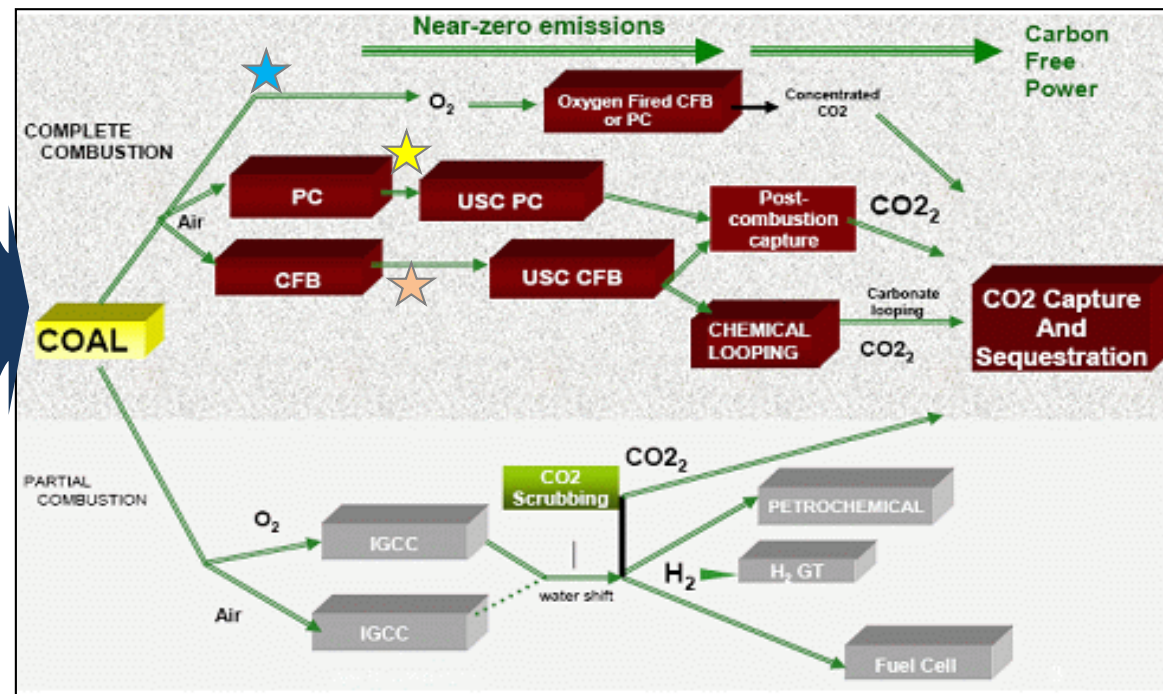 Near-zero emissions
Carbon
Free
Power
O₂
Oxygen Fired CFB
or PC
Concentrated
CO2
COMPLETE
COMBUSTION
PC
USC PC
Post-
combustion
capture
CO2₂
Air
CFB
USC CFB
CHEMICAL
LOOPING
Carbonate
looping
CO2₂
CO2 Capture
And
Sequestration
COAL
PARTIAL
COMBUSTION
CO2
Scrubbing
CO2₂
PETROCHEMICAL
O₂
IGCC
H₂
H₂ GT
water shift
Air
IGCC
Fuel Cell